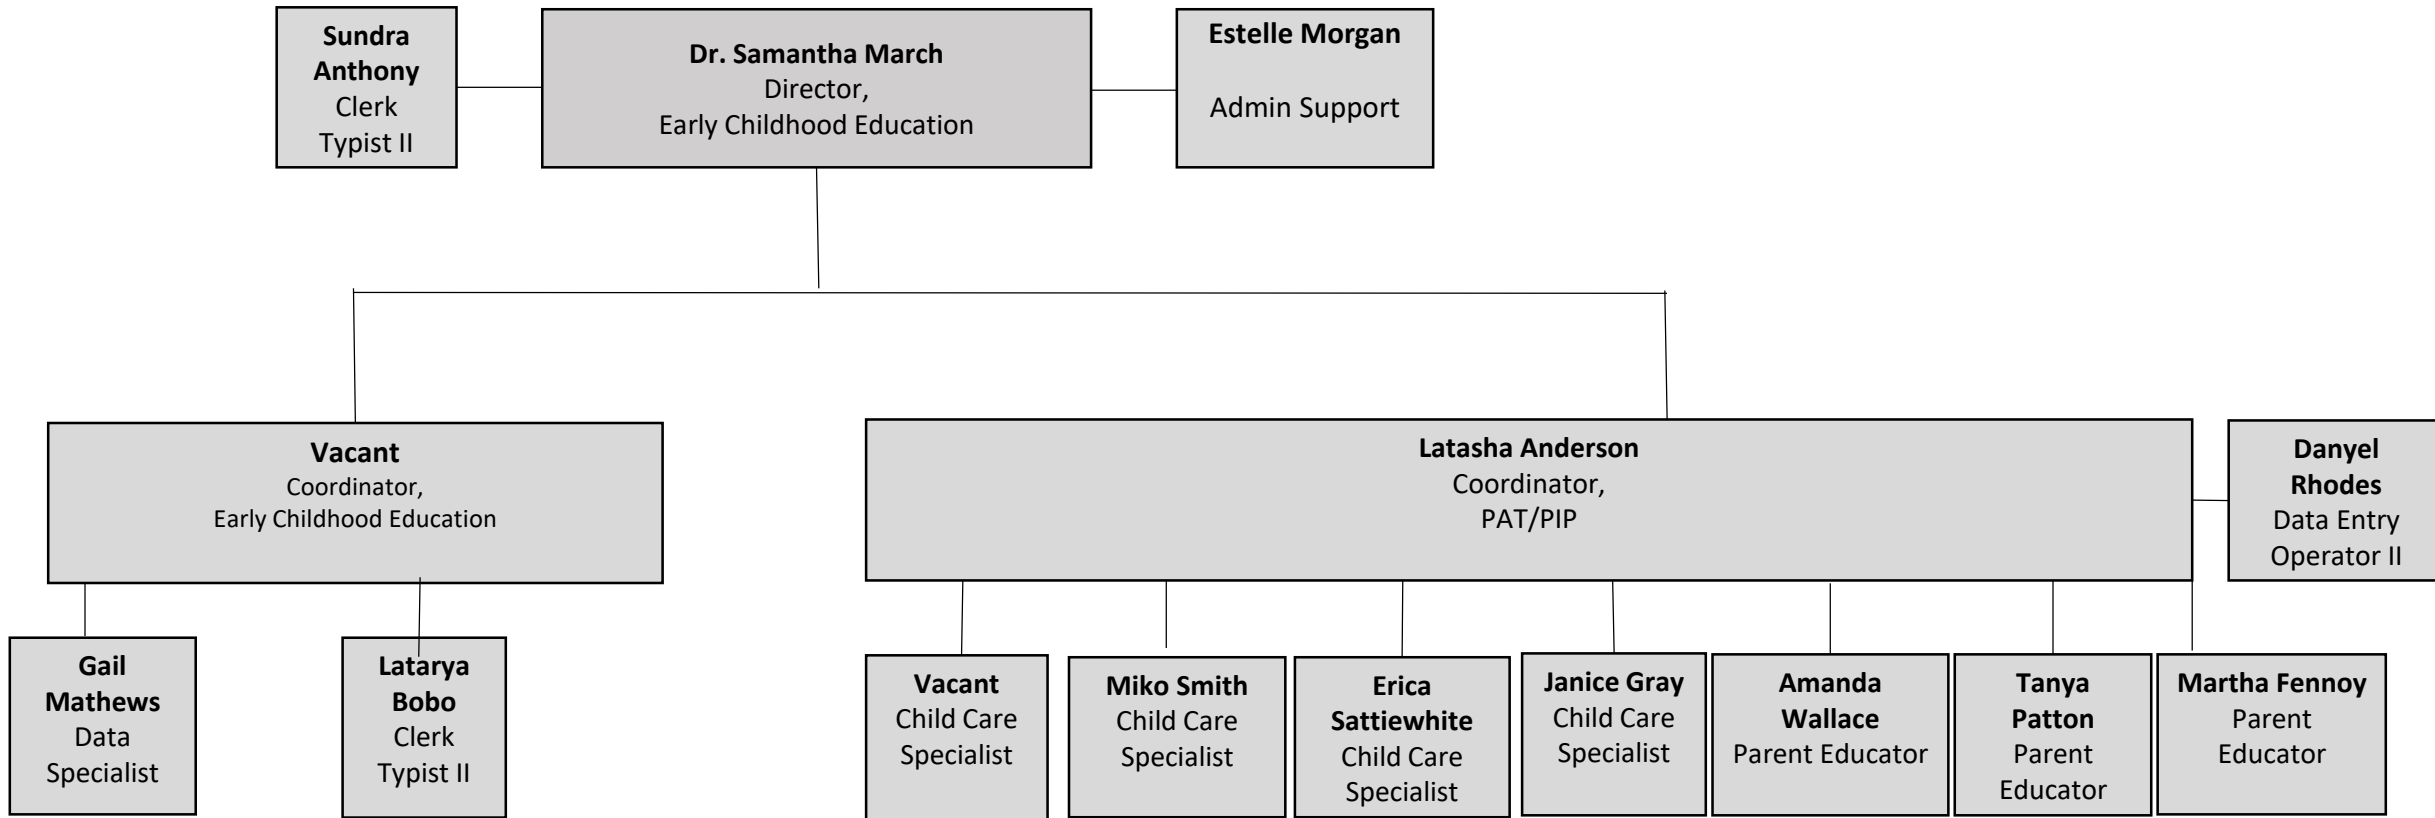 Sundra
Anthony
Clerk
Typist II
Dr. Samantha March
Director,
Early Childhood Education
Estelle Morgan
Admin Support
Vacant
Coordinator,
Early Childhood Education
Latasha Anderson
Coordinator,
PAT/PIP
Danyel
Rhodes
Data Entry
Operator II
Gail
Mathews
Data
Specialist
Latarya
Bobo
Clerk
Typist II
Vacant
Child Care
Specialist
Miko Smith
Child Care
Specialist
Erica
Sattiewhite
Child Care
Specialist
Janice Gray
Child Care
Specialist
Amanda
Wallace
Parent Educator
Tanya
Patton
Parent
Educator
Martha Fennoy
Parent
Educator